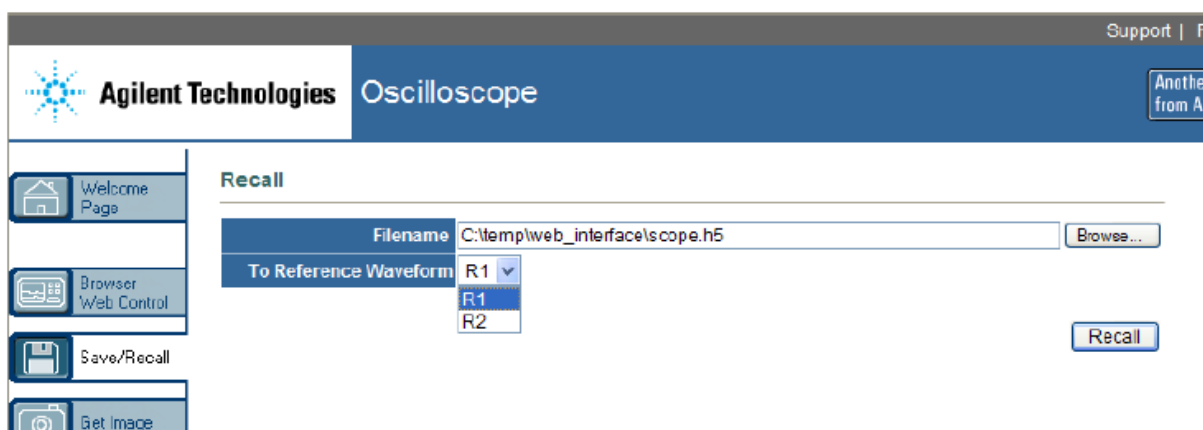 Support |
Agilent Technologies
Oscilloscope
from
Welcome
Page
Recall
Filename C:\temp\web_interface\scope.h5 Browse...
To Reference Waveform R1
R1
R2
Browser
Web Control
Recall
Save/Recall
Get Image